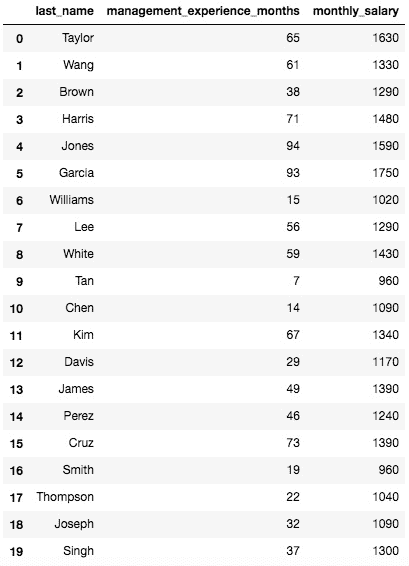 last_name management_experience_months monthly_salary
0 Taylor 65 1630
1 Wang 61 1330
2 Brown 38 1290
3 Harris 71 1480
4 Jones 94 1590
5 Garcia 93 1750
6 Williams 15 1020
7 Lee 56 1290
8 White 59 1430
9 Tan 7 960
10 Chen 14 1090
11 Kim 67 1340
12 Davis 29 1170
13 James 49 1390
14 Perez 46 1240
15 Cruz 73 1390
16 Smith 19 960
17 Thompson 22 1040
18 Joseph 32 1090
19 Singh 37 1300